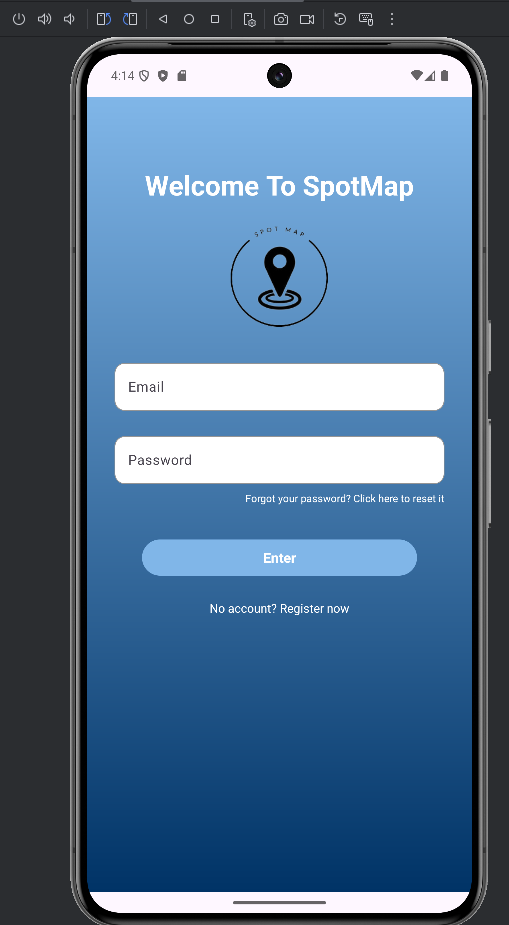 4:14
Welcome To SpotMap
SPOT MAP
Email
Password
Forgot your password? Click here to reset it
Enter
No account? Register now